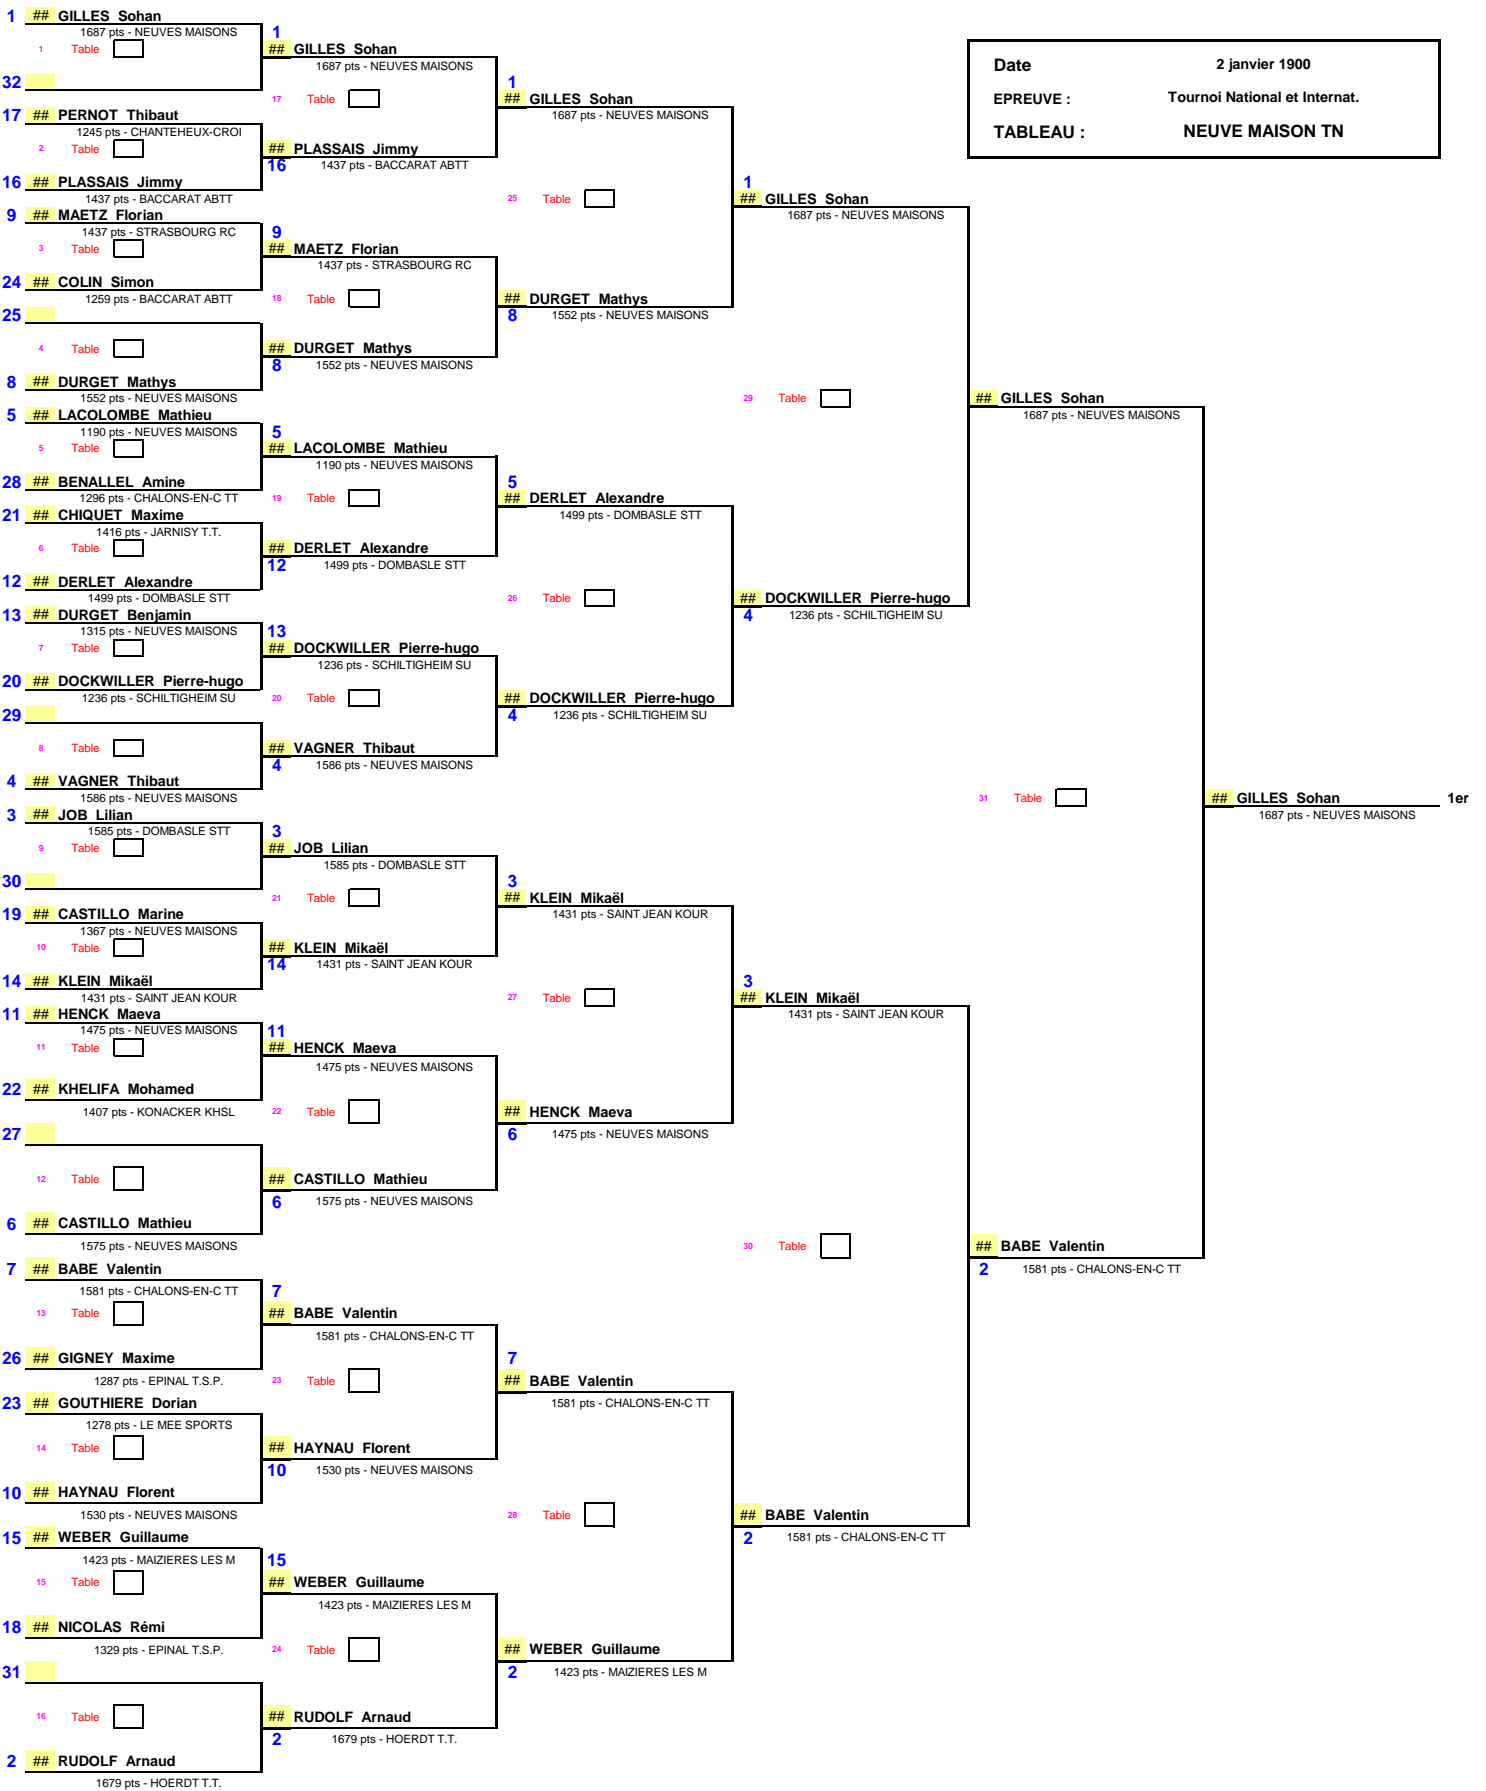 Date 2 janvier 1900
EPREUVE : Tournoi National et Internat.
TABLEAU : NEUVE MAISON TN
1 ## GILLES Sohan
1687 pts - NEUVES MAISONS
1 Table
32
17 ## PERNOT Thibaut
1245 pts - CHANTEHEUX-CROI
2 Table
16 ## PLASSAIS Jimmy
1437 pts - BACCARAT ABTT
9 ## MAETZ Florian
1437 pts - STRASBOURG RC
3 Table
24 ## COLIN Simon
1259 pts - BACCARAT ABTT
25
4 Table
8 ## DURGET Mathys
1552 pts - NEUVES MAISONS
5 ## LACOLOMBE Mathieu
1190 pts - NEUVES MAISONS
5 Table
28 ## BENALLEL Amine
1296 pts - CHALONS-EN-C TT
21 ## CHIQUET Maxime
1416 pts - JARNISY T.T.
6 Table
12 ## DERLET Alexandre
1499 pts - DOMBASLE STT
13 ## DURGET Benjamin
1315 pts - NEUVES MAISONS
7 Table
20 ## DOCKWILLER Pierre-hugo
1236 pts - SCHILTIGHEIM SU
29
8 Table
4 ## VAGNER Thibaut
1586 pts - NEUVES MAISONS
3 ## JOB Lilian
1585 pts - DOMBASLE STT
9 Table
30
19 ## CASTILLO Marine
1367 pts - NEUVES MAISONS
10 Table
14 ## KLEIN Mikaël
1431 pts - SAINT JEAN KOUR
11 ## HENCK Maeva
1475 pts - NEUVES MAISONS
11 Table
22 ## KHELIFA Mohamed
1407 pts - KONACKER KHSL
27
12 Table
6 ## CASTILLO Mathieu
1575 pts - NEUVES MAISONS
7 ## BABE Valentin
1581 pts - CHALONS-EN-C TT
13 Table
26 ## GIGNEY Maxime
1287 pts - EPINAL T.S.P.
23 ## GOUTHIERE Dorian
1278 pts - LE MEE SPORTS
14 Table
10 ## HAYNAU Florent
1530 pts - NEUVES MAISONS
15 ## WEBER Guillaume
1423 pts - MAIZIERES LES M
15 Table
18 ## NICOLAS Rémi
1329 pts - EPINAL T.S.P.
31
16 Table
2 ## RUDOLF Arnaud
1679 pts - HOERDT T.T.
1
## GILLES Sohan
1687 pts - NEUVES MAISONS
17 Table
## PLASSAIS Jimmy
16 1437 pts - BACCARAT ABTT
9
## MAETZ Florian
1437 pts - STRASBOURG RC
18 Table
## DURGET Mathys
8 1552 pts - NEUVES MAISONS
5
## LACOLOMBE Mathieu
1190 pts - NEUVES MAISONS
19 Table
## DERLET Alexandre
12 1499 pts - DOMBASLE STT
13
## DOCKWILLER Pierre-hugo
1236 pts - SCHILTIGHEIM SU
20 Table
## VAGNER Thibaut
4 1586 pts - NEUVES MAISONS
3
## JOB Lilian
1585 pts - DOMBASLE STT
21 Table
## KLEIN Mikaël
14 1431 pts - SAINT JEAN KOUR
11
## HENCK Maeva
1475 pts - NEUVES MAISONS
22 Table
## CASTILLO Mathieu
6 1575 pts - NEUVES MAISONS
7
## BABE Valentin
1581 pts - CHALONS-EN-C TT
23 Table
## HAYNAU Florent
10 1530 pts - NEUVES MAISONS
15
## WEBER Guillaume
1423 pts - MAIZIERES LES M
24 Table
## RUDOLF Arnaud
2 1679 pts - HOERDT T.T.
1
## GILLES Sohan
1687 pts - NEUVES MAISONS
25 Table
## DURGET Mathys
8 1552 pts - NEUVES MAISONS
5
## DERLET Alexandre
1499 pts - DOMBASLE STT
26 Table
## DOCKWILLER Pierre-hugo
4 1236 pts - SCHILTIGHEIM SU
3
## KLEIN Mikaël
1431 pts - SAINT JEAN KOUR
27 Table
## HENCK Maeva
6 1475 pts - NEUVES MAISONS
7
## BABE Valentin
1581 pts - CHALONS-EN-C TT
28 Table
## WEBER Guillaume
2 1423 pts - MAIZIERES LES M
1
## GILLES Sohan
1687 pts - NEUVES MAISONS
29 Table
## DOCKWILLER Pierre-hugo
4 1236 pts - SCHILTIGHEIM SU
3
## KLEIN Mikaël
1431 pts - SAINT JEAN KOUR
30 Table
## BABE Valentin
2 1581 pts - CHALONS-EN-C TT
## GILLES Sohan
1687 pts - NEUVES MAISONS
31 Table
## BABE Valentin
2 1581 pts - CHALONS-EN-C TT
## GILLES Sohan 1er
1687 pts - NEUVES MAISONS